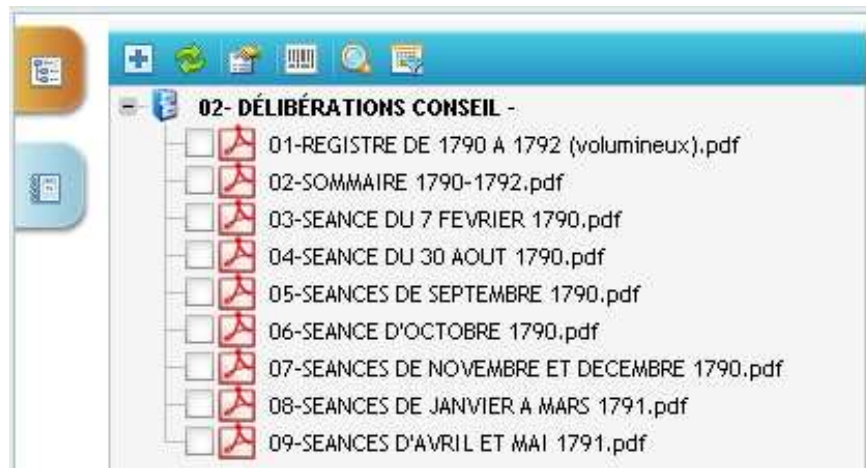 02- DÉLIBÉRATIONS CONSEIL -
01-REGISTRE DE 1790 A 1792 (volumineux).pdf
02-SOMMAIRE 1790-1792.pdf
03-SEANCE DU 7 FEVRIER 1790.pdf
04-SEANCE DU 30 AOUT 1790.pdf
05-SEANCES DE SEPTEMBRE 1790.pdf
06-SEANCE D'OCTOBRE 1790.pdf
07-SEANCES DE NOVEMBRE ET DECEMBRE 1790.pdf
08-SEANCES DE JANVIER A MARS 1791.pdf
09-SEANCES D'AVRIL ET MAI 1791.pdf